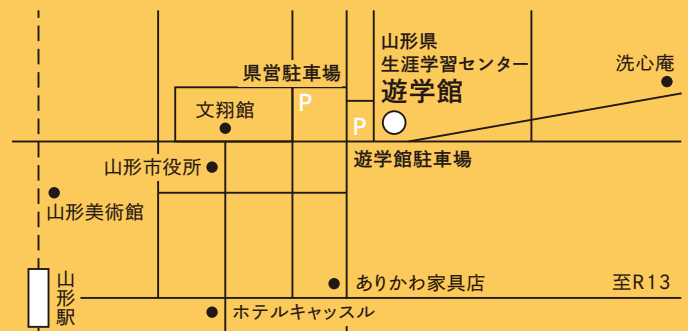 山形県
生涯学習センター
遊学館
洗心庵
県営駐車場
P
文翔館
P
遊学館駐車場
山形市役所
山形美術館
山形駅
ありかわ家具店
至R13
ホテルキャッスル